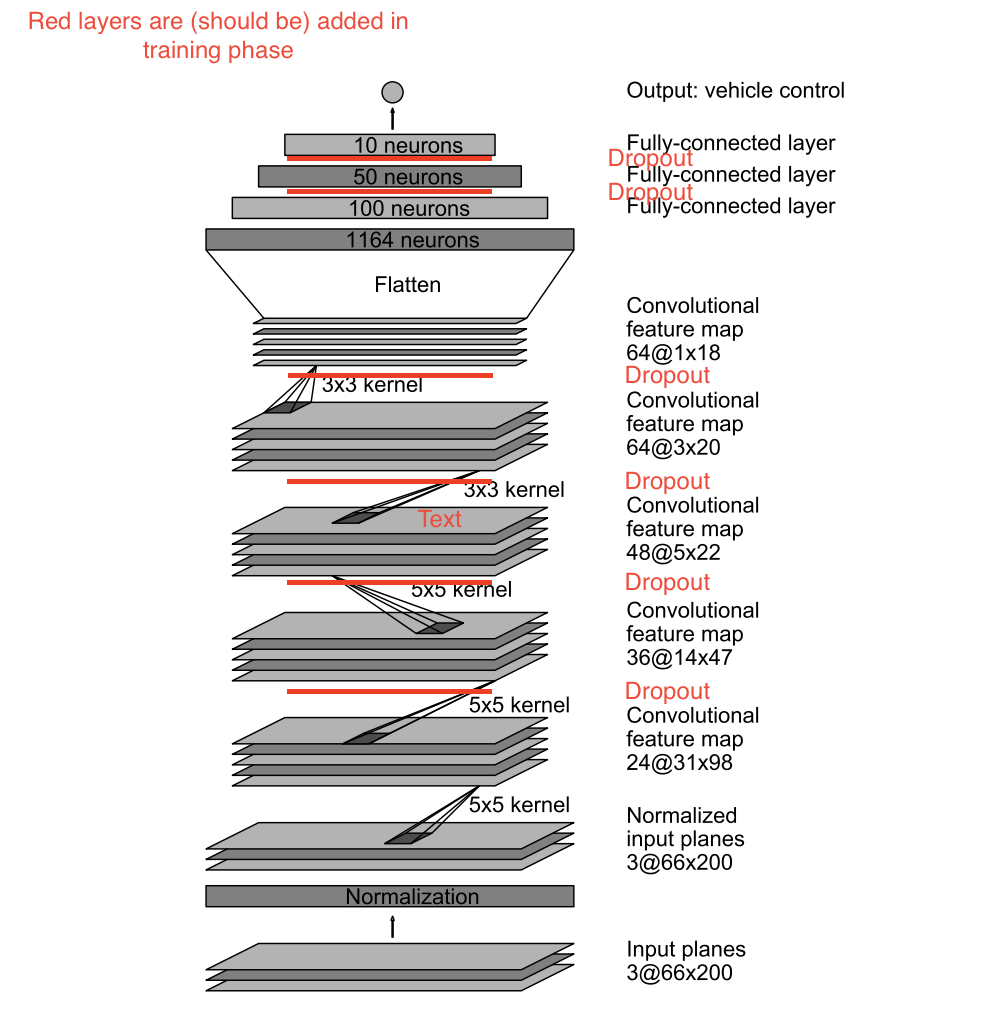 Red layers are (should be) added in
training phase
Output: vehicle control
10 neurons
Fully-connected layer
Dropout
50 neurons
Fully-connected layer
Dropout
100 neurons
Fully-connected layer
1164 neurons
Flatten
Convolutional
feature map
64@1x18
Dropout
3x3 kernel
Convolutional
feature map
64@3x20
Dropout
3x3 kernel
Convolutional
feature map
48@5x22
Text
Dropout
5x5 kernel
Convolutional
feature map
36@14x47
Dropout
5x5 kernel
Convolutional
feature map
24@31x98
5x5 kernel
Normalized
input planes
3@66x200
Normalization
Input planes
3@66x200